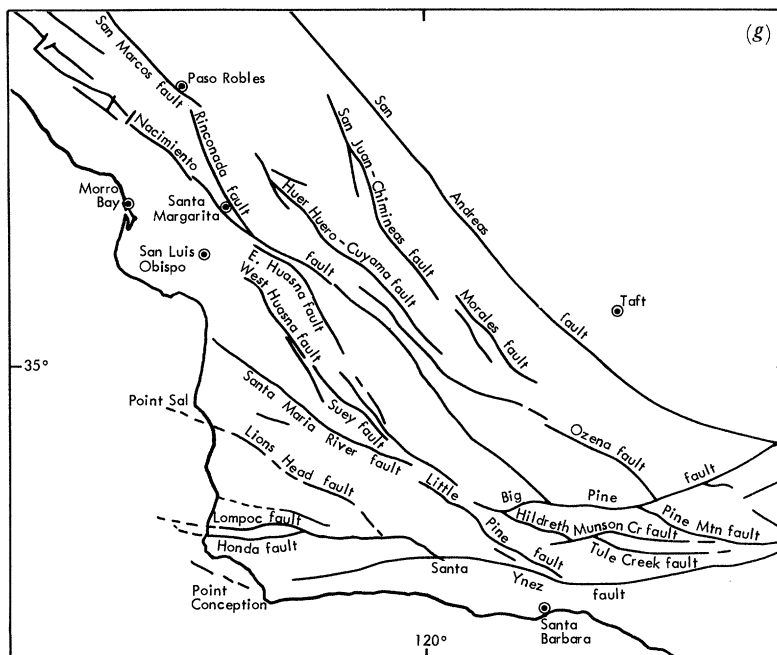 (g)
San Marcos fault
Paso Robles
San Andreas fault
Nacimiento fault
Rinconada fault
San Juan-Chimineas fault
Morro
Bay
Santa
Margarita
Huer Huero-Cuyama fault
San Luis
Obispo
E. Huasna fault
West Huasna fault
Morales fault
Taft
35°
Point Sal
Santa Maria River fault
Suey fault
Ozena fault
Lions Head fault
Little Pine fault
Big Pine fault
Hildreth
Munson Cr fault
Pine Mtn fault
Lompoc fault
Honda fault
Tule Creek fault
Santa Ynez fault
Point
Conception
Santa
Barbara
120°